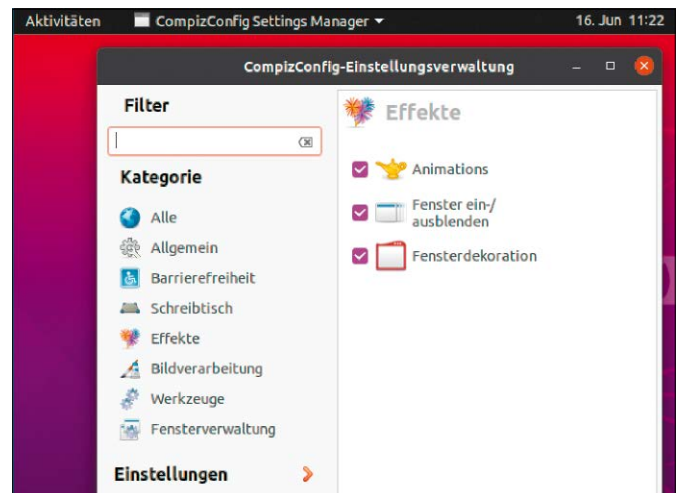 Aktivitäten CompizConfig Settings Manager 16. Jun 11:22
CompizConfig-Einstellungsverwaltung
Filter
Kategorie
Alle
Allgemein
Barrierefreiheit
Schreibtisch
Effekte
Bildverarbeitung
Werkzeuge
Fensterverwaltung
Einstellungen
Effekte
Animations
Fenster ein-/
ausblenden
Fensterdekoration